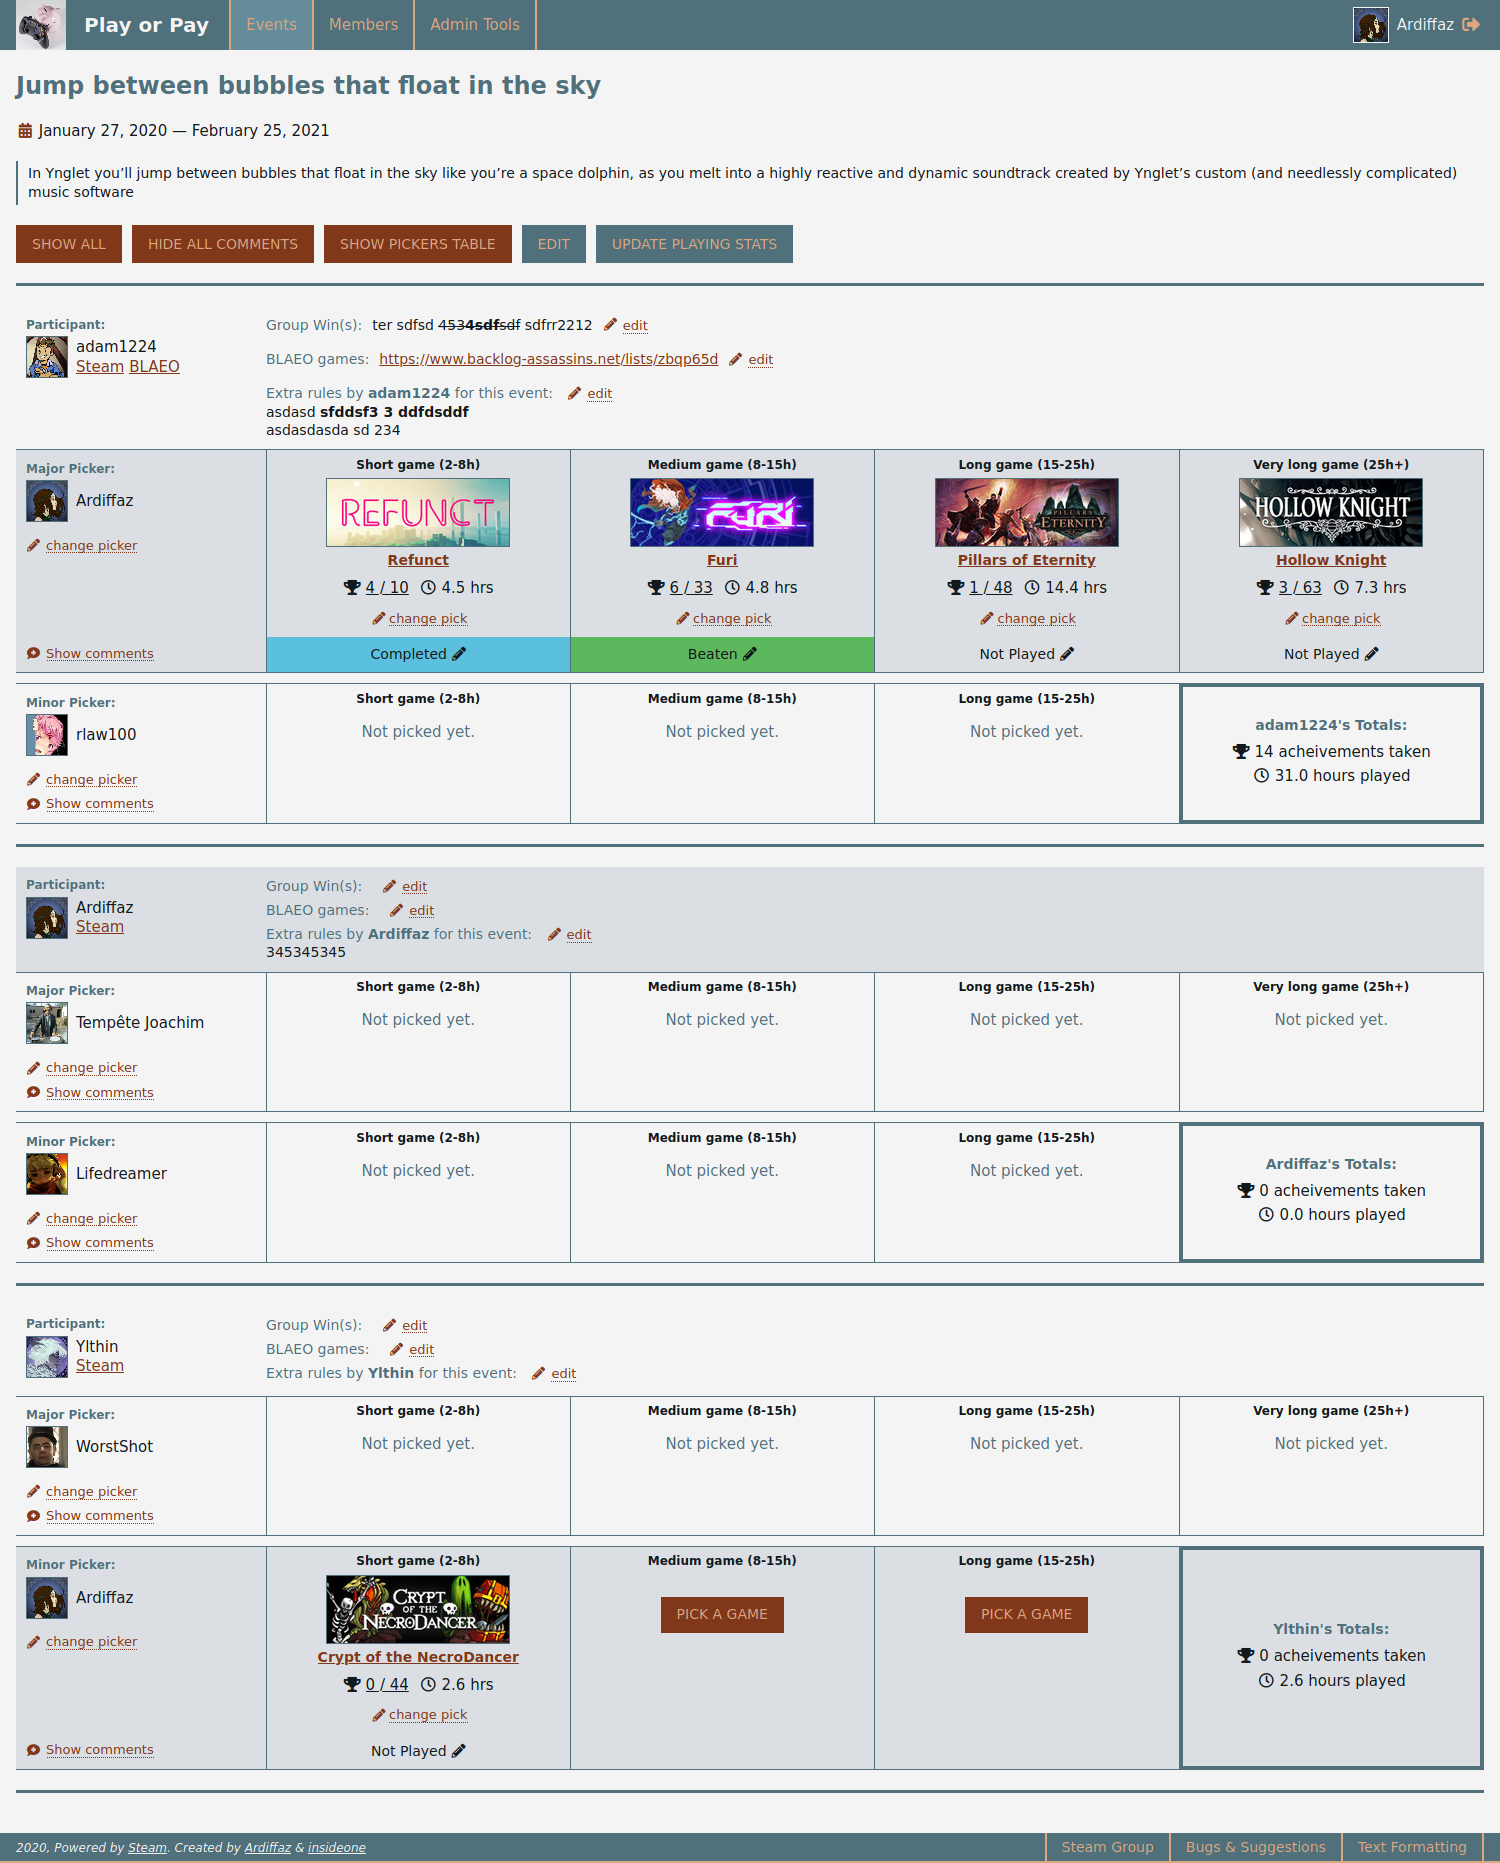 Play or Pay
Events
Members
Admin Tools
Ardiffaz
Jump between bubbles that float in the sky
January 27, 2020 — February 25, 2021
In Ynglet you’ll jump between bubbles that float in the sky like you’re a space dolphin, as you melt into a highly reactive and dynamic soundtrack created by Ynglet’s custom (and needlessly complicated)
music software
SHOW ALL
HIDE ALL COMMENTS
SHOW PICKERS TABLE
EDIT
UPDATE PLAYING STATS
Participant:
adam1224
Steam BLAEO
Group Win(s): ter sdfsd 4534sdfsdf sdfrr2212 edit
BLAEO games: https://www.backlog-assassins.net/lists/zbqp65d edit
Extra rules by adam1224 for this event: edit
asdasd sfddsf3 3 ddfdsddf
asdasdasda sd 234
Major Picker:
Ardiffaz
change picker
Show comments
Short game (2-8h)
REFUNCT
Refunct
4 / 10 4.5 hrs
change pick
Completed
Medium game (8-15h)
FURI
Furi
6 / 33 4.8 hrs
change pick
Beaten
Long game (15-25h)
PILLARS OF
ETERNITY
Pillars of Eternity
1 / 48 14.4 hrs
change pick
Not Played
Very long game (25h+)
HOLLOW KNIGHT
Hollow Knight
3 / 63 7.3 hrs
change pick
Not Played
Minor Picker:
rlaw100
change picker
Show comments
Short game (2-8h)
Not picked yet.
Medium game (8-15h)
Not picked yet.
Long game (15-25h)
Not picked yet.
adam1224's Totals:
14 acheivements taken
31.0 hours played
Participant:
Ardiffaz
Steam
Group Win(s): edit
BLAEO games: edit
Extra rules by Ardiffaz for this event: edit
345345345
Major Picker:
Tempête Joachim
change picker
Show comments
Short game (2-8h)
Not picked yet.
Medium game (8-15h)
Not picked yet.
Long game (15-25h)
Not picked yet.
Very long game (25h+)
Not picked yet.
Minor Picker:
Lifedreamer
change picker
Show comments
Short game (2-8h)
Not picked yet.
Medium game (8-15h)
Not picked yet.
Long game (15-25h)
Not picked yet.
Ardiffaz's Totals:
0 acheivements taken
0.0 hours played
Participant:
Ylthin
Steam
Group Win(s): edit
BLAEO games: edit
Extra rules by Ylthin for this event: edit
Major Picker:
WorstShot
change picker
Show comments
Short game (2-8h)
Not picked yet.
Medium game (8-15h)
Not picked yet.
Long game (15-25h)
Not picked yet.
Very long game (25h+)
Not picked yet.
Minor Picker:
Ardiffaz
change picker
Show comments
Short game (2-8h)
CRYPT
OF THE
NECRODANCER
Crypt of the NecroDancer
0 / 44 2.6 hrs
change pick
Not Played
Medium game (8-15h)
PICK A GAME
Long game (15-25h)
PICK A GAME
Ylthin's Totals:
0 acheivements taken
2.6 hours played
2020, Powered by Steam. Created by Ardiffaz & insideone
Steam Group
Bugs & Suggestions
Text Formatting